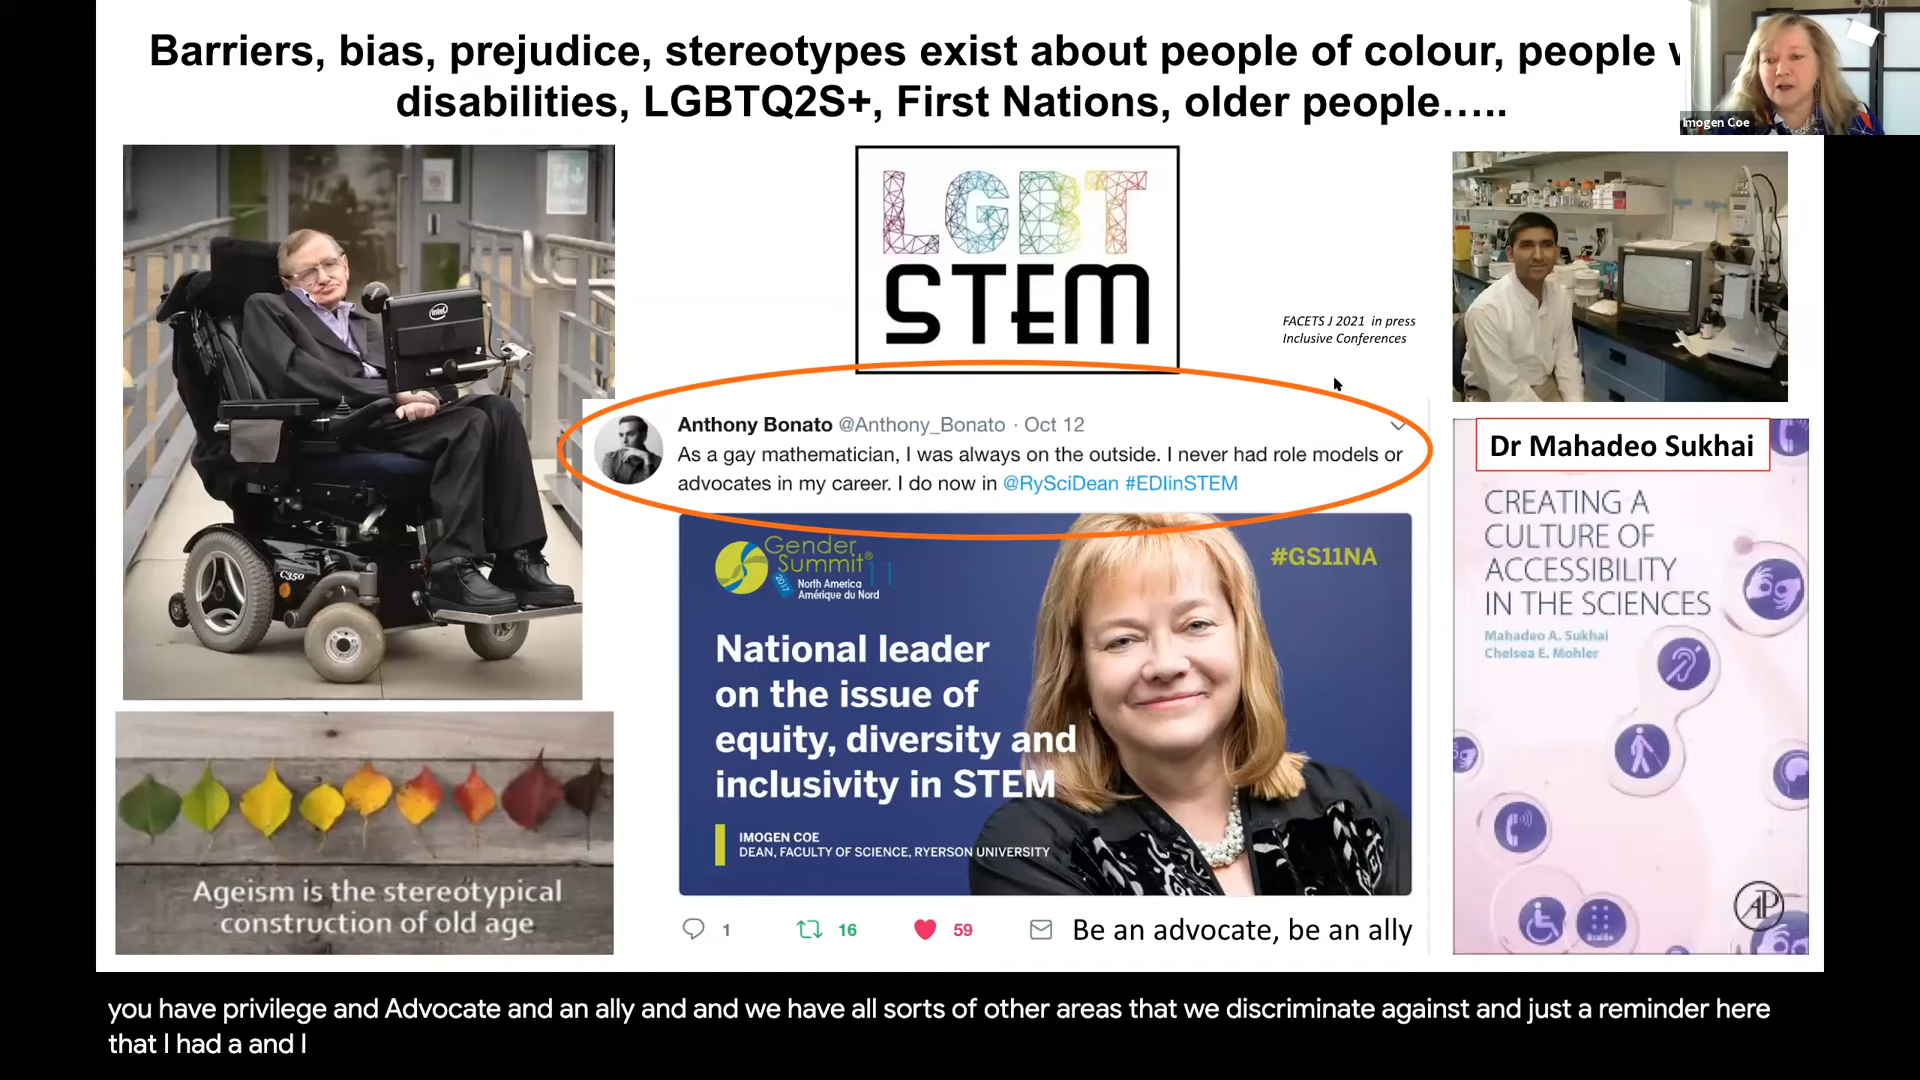 Barriers, bias, prejudice, stereotypes exist about people of colour, people
disabilities, LGBTQ2S+, First Nations, older people…..
Imogen Coe
intel
C350
LGBT
STEM
FACETS J 2021 in press
Inclusive Conferences
Anthony Bonato @Anthony_Bonato · Oct 12
As a gay mathematician, I was always on the outside. I never had role models or
advocates in my career. I do now in @RySciDean #EDIinSTEM
Gender
Summit® 11
2017 North America
Amérique du Nord
#GS11NA
National leader
on the issue of
equity, diversity and
inclusivity in STEM
IMOGEN COE
DEAN, FACULTY OF SCIENCE, RYERSON UNIVERSITY
1 16 59
Be an advocate, be an ally
Ageism is the stereotypical
construction of old age
Dr Mahadeo Sukhai
CREATING A
CULTURE OF
ACCESSIBILITY
IN THE SCIENCES
Mahadeo A. Sukhai
Chelsea E. Mohler
Braille
AP
you have privilege and Advocate and an ally and and we have all sorts of other areas that we discriminate against and just a reminder here
that I had a and I